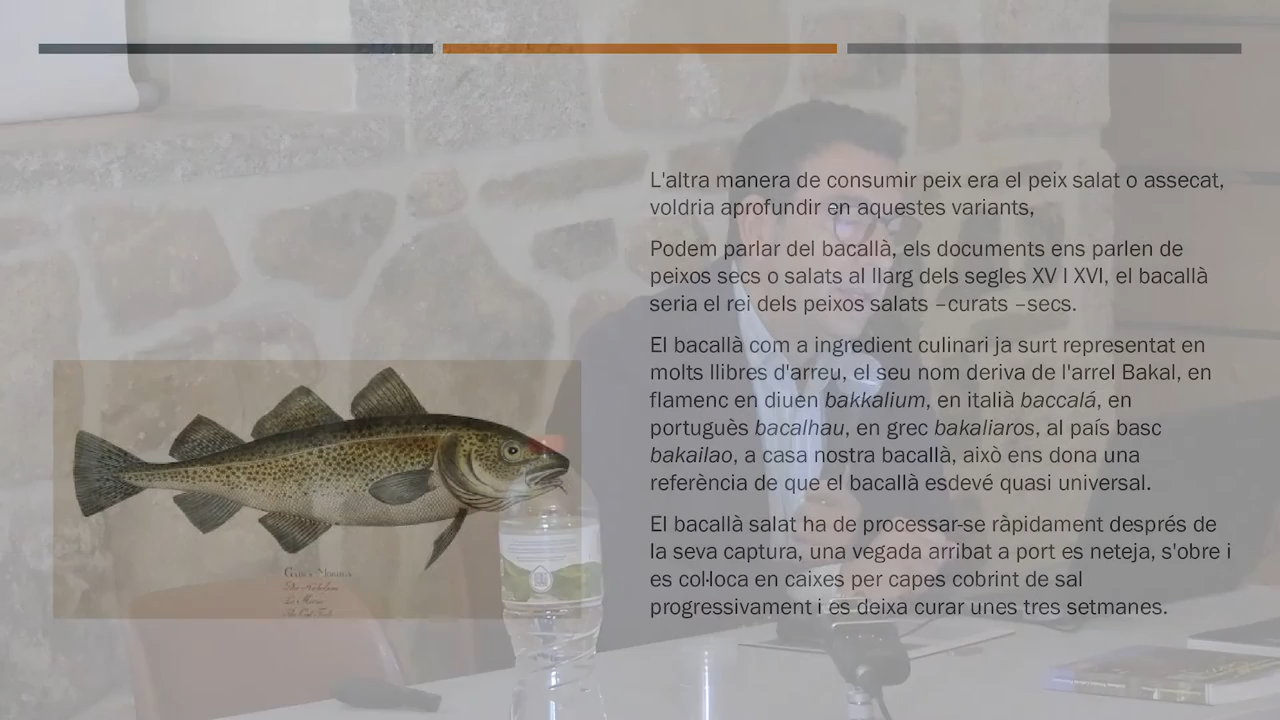 L'altra manera de consumir peix era el peix salat o assecat,
voldria aprofundir en aquestes variants,
Podem parlar del bacallà, els documents ens parlen de
peixos secs o salats al llarg dels segles XV I XVI, el bacallà
seria el rei dels peixos salats –curats –secs.
El bacallà com a ingredient culinari ja surt representat en
molts llibres d'arreu, el seu nom deriva de l'arrel Bakal, en
flamenc en diuen bakkalium, en italià baccalá, en
portuguès bacalhau, en grec bakaliaros, al país basc
bakailao, a casa nostra bacallà, això ens dona una
referència de que el bacallà esdevé quasi universal.
El bacallà salat ha de processar-se ràpidament després de
la seva captura, una vegada arribat a port es neteja, s'obre i
es col·loca en caixes per capes cobrint de sal
progressivament i es deixa curar unes tres setmanes.